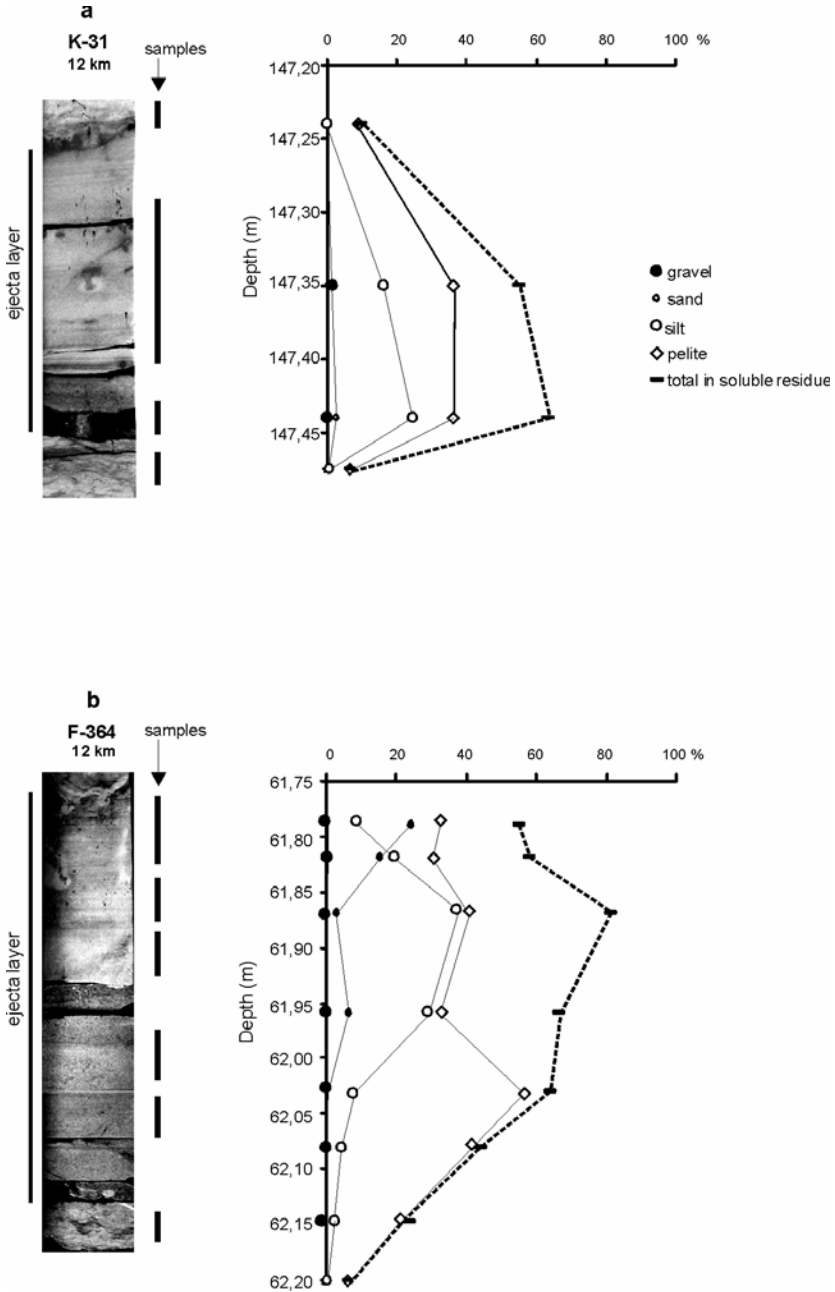 a
K-31
12 km
samples
ejecta layer
0 20 40 60 80 100 %
147,20
147,25
147,30
147,35
147,40
147,45
Depth (m)
gravel
sand
silt
pelite
total in soluble residue
b
F-364
12 km
samples
ejecta layer
0 20 40 60 80 100 %
61,75
61,80
61,85
61,90
61,95
62,00
62,05
62,10
62,15
62,20
Depth (m)